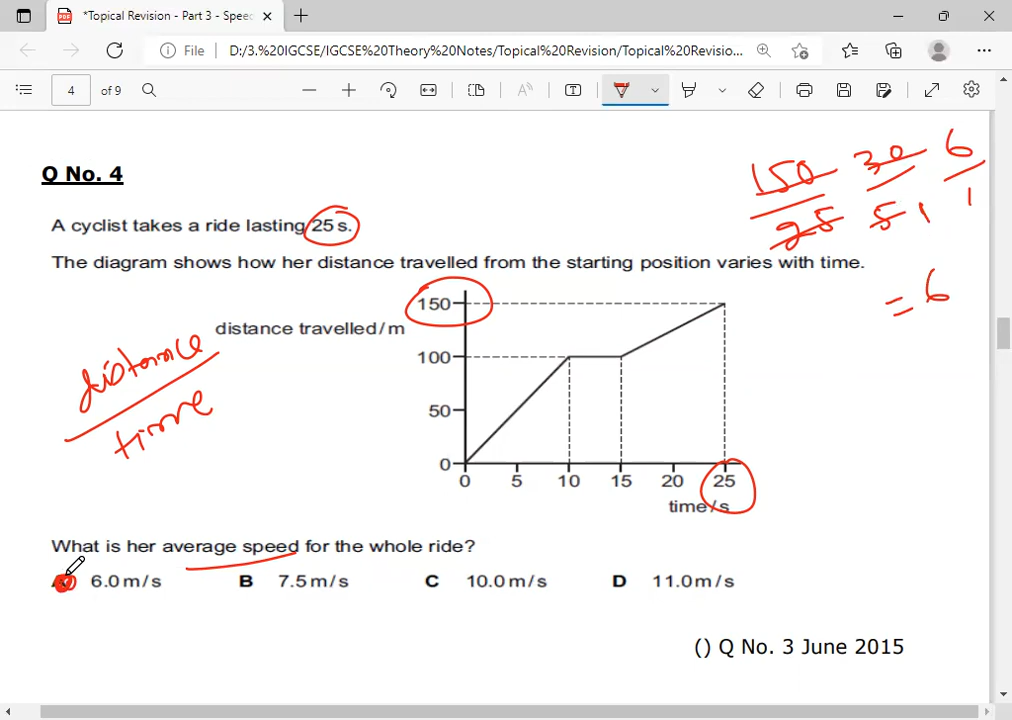 *Topical Revision - Part 3 - Spee
File
D:/3.%20IGCSE%20Theory%20Notes/Topical%20Revision/Topical%20Revisio...
4 of 9
Q No. 4
150 30 6
25 5 1 1
= 6
A cyclist takes a ride lasting 25 s.
The diagram shows how her distance travelled from the starting position varies with time.
150
distance travelled/m
100
50
0
0 5 10 15 20 25
time/s
distance
time
What is her average speed for the whole ride?
A 6.0 m/s B 7.5 m/s C 10.0 m/s D 11.0 m/s
() Q No. 3 June 2015